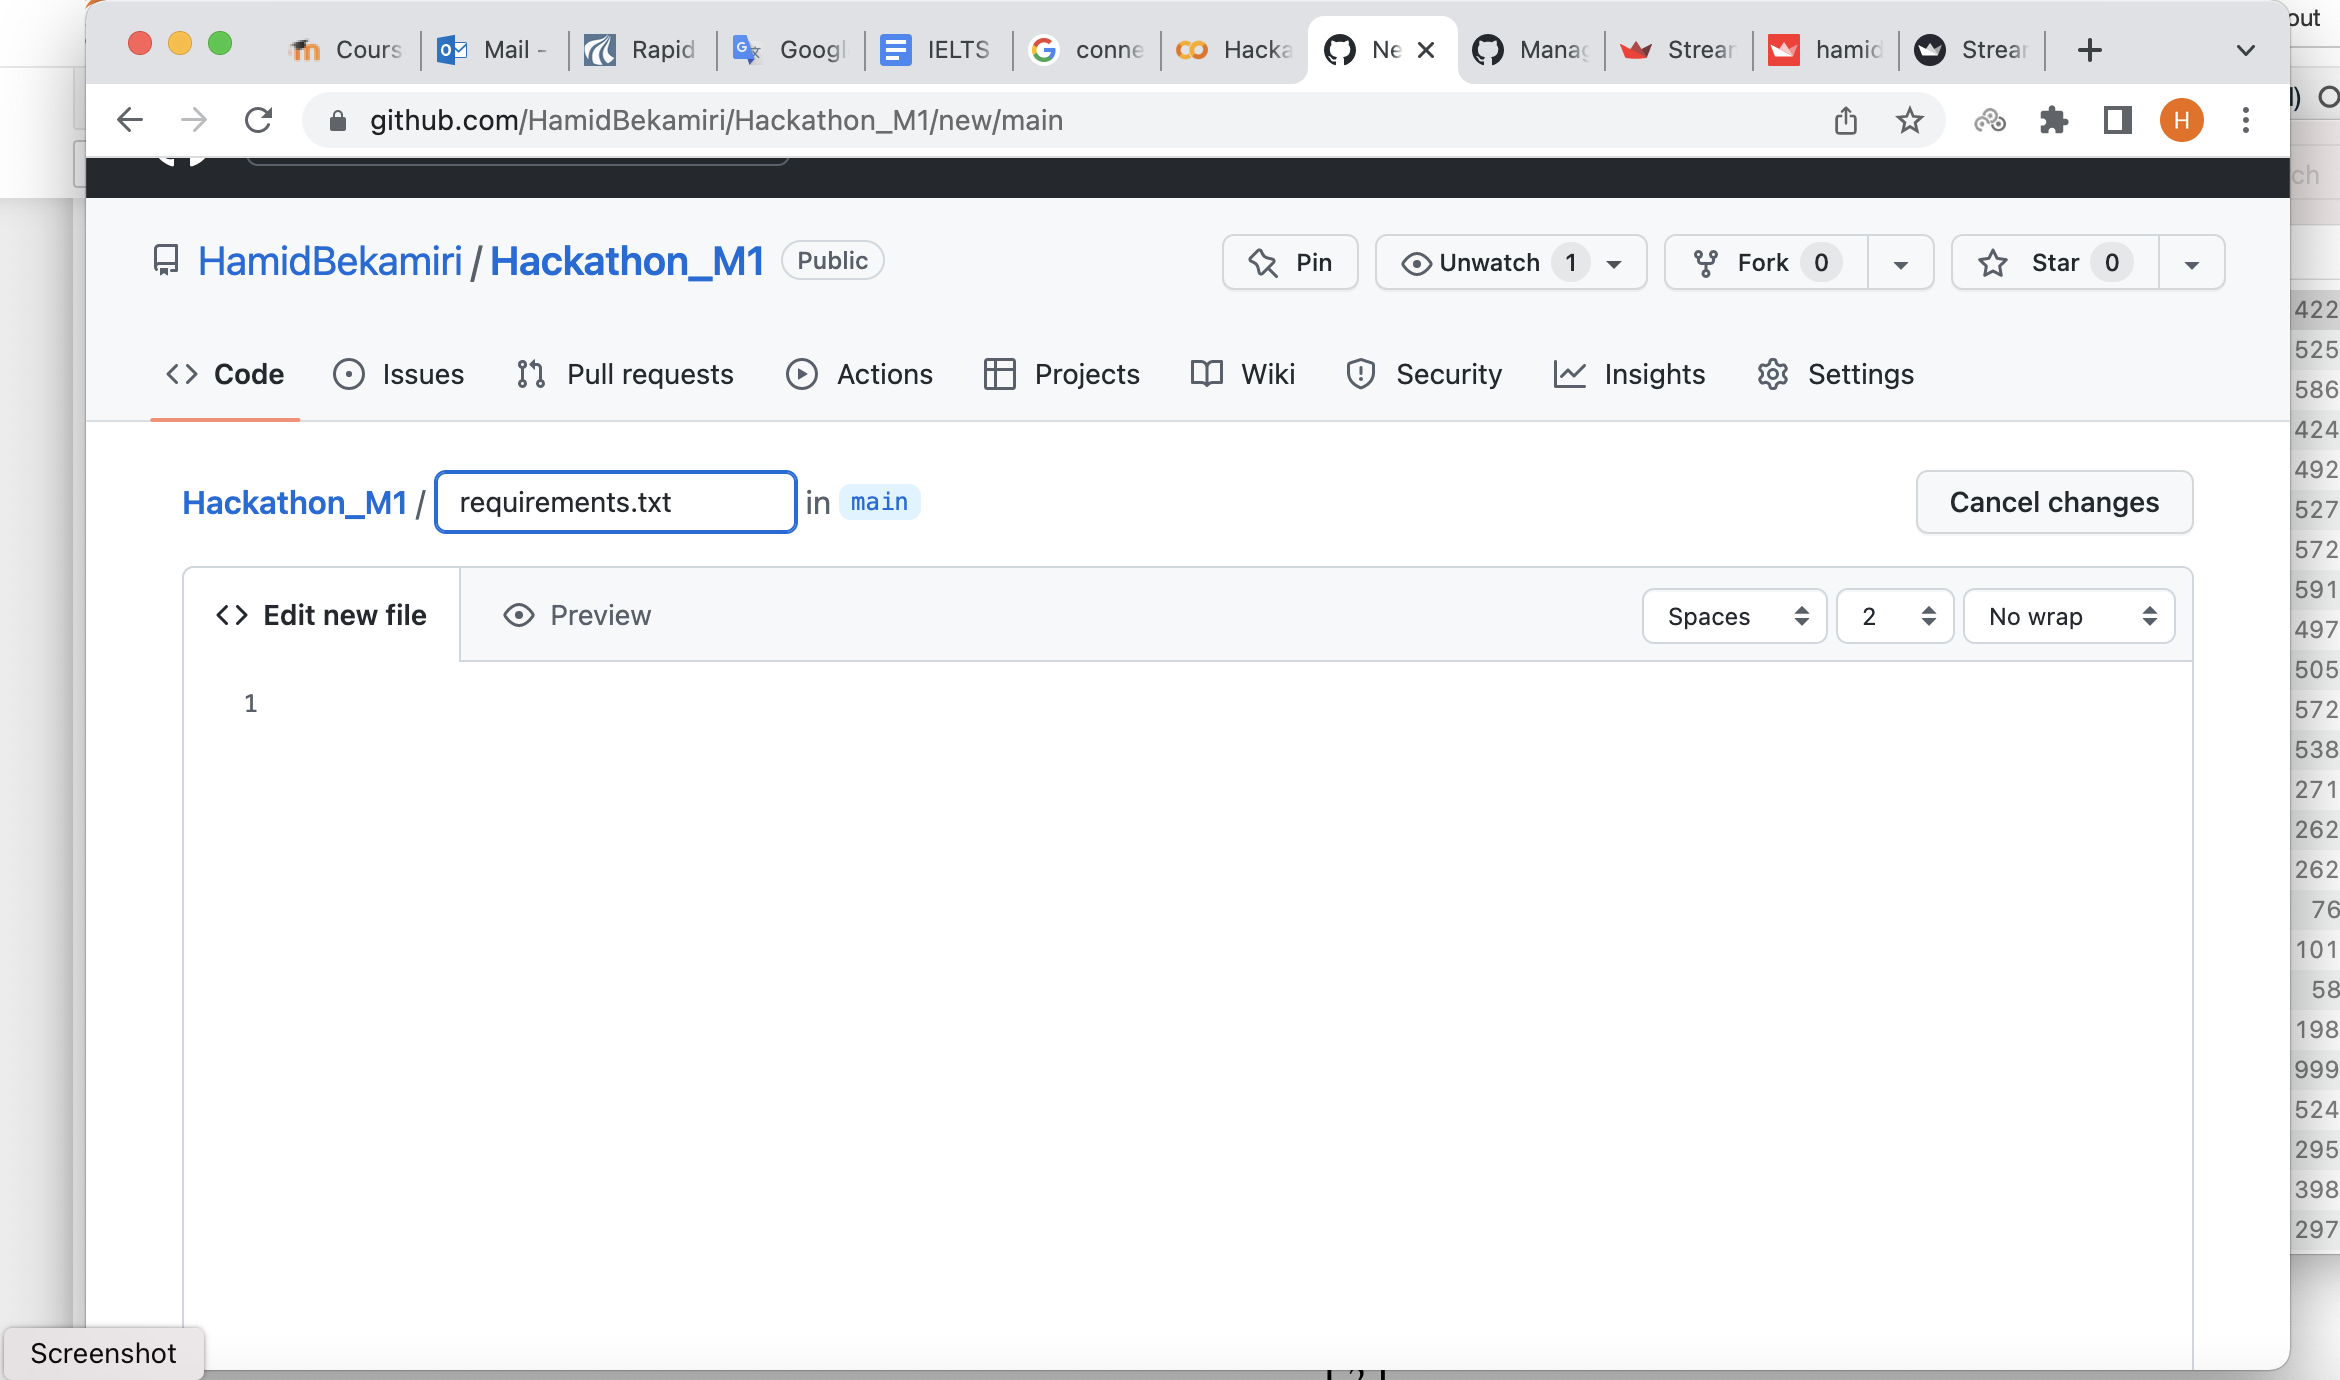 Cours
Mail -
Rapid
Googl
IELTS
conne
Hacka
Ne
Manag
Strear
hamid
Strear
out
github.com/HamidBekamiri/Hackathon_M1/new/main
H
ch
HamidBekamiri / Hackathon_M1 Public
Pin
Unwatch 1
Fork 0
Star 0
Code
Issues
Pull requests
Actions
Projects
Wiki
Security
Insights
Settings
Hackathon_M1 / requirements.txt in main
Cancel changes
Edit new file
Preview
Spaces
2
No wrap
1
422
525
586
424
492
527
572
591
497
505
572
538
271
262
262
76
101
58
198
999
524
295
398
297
Screenshot